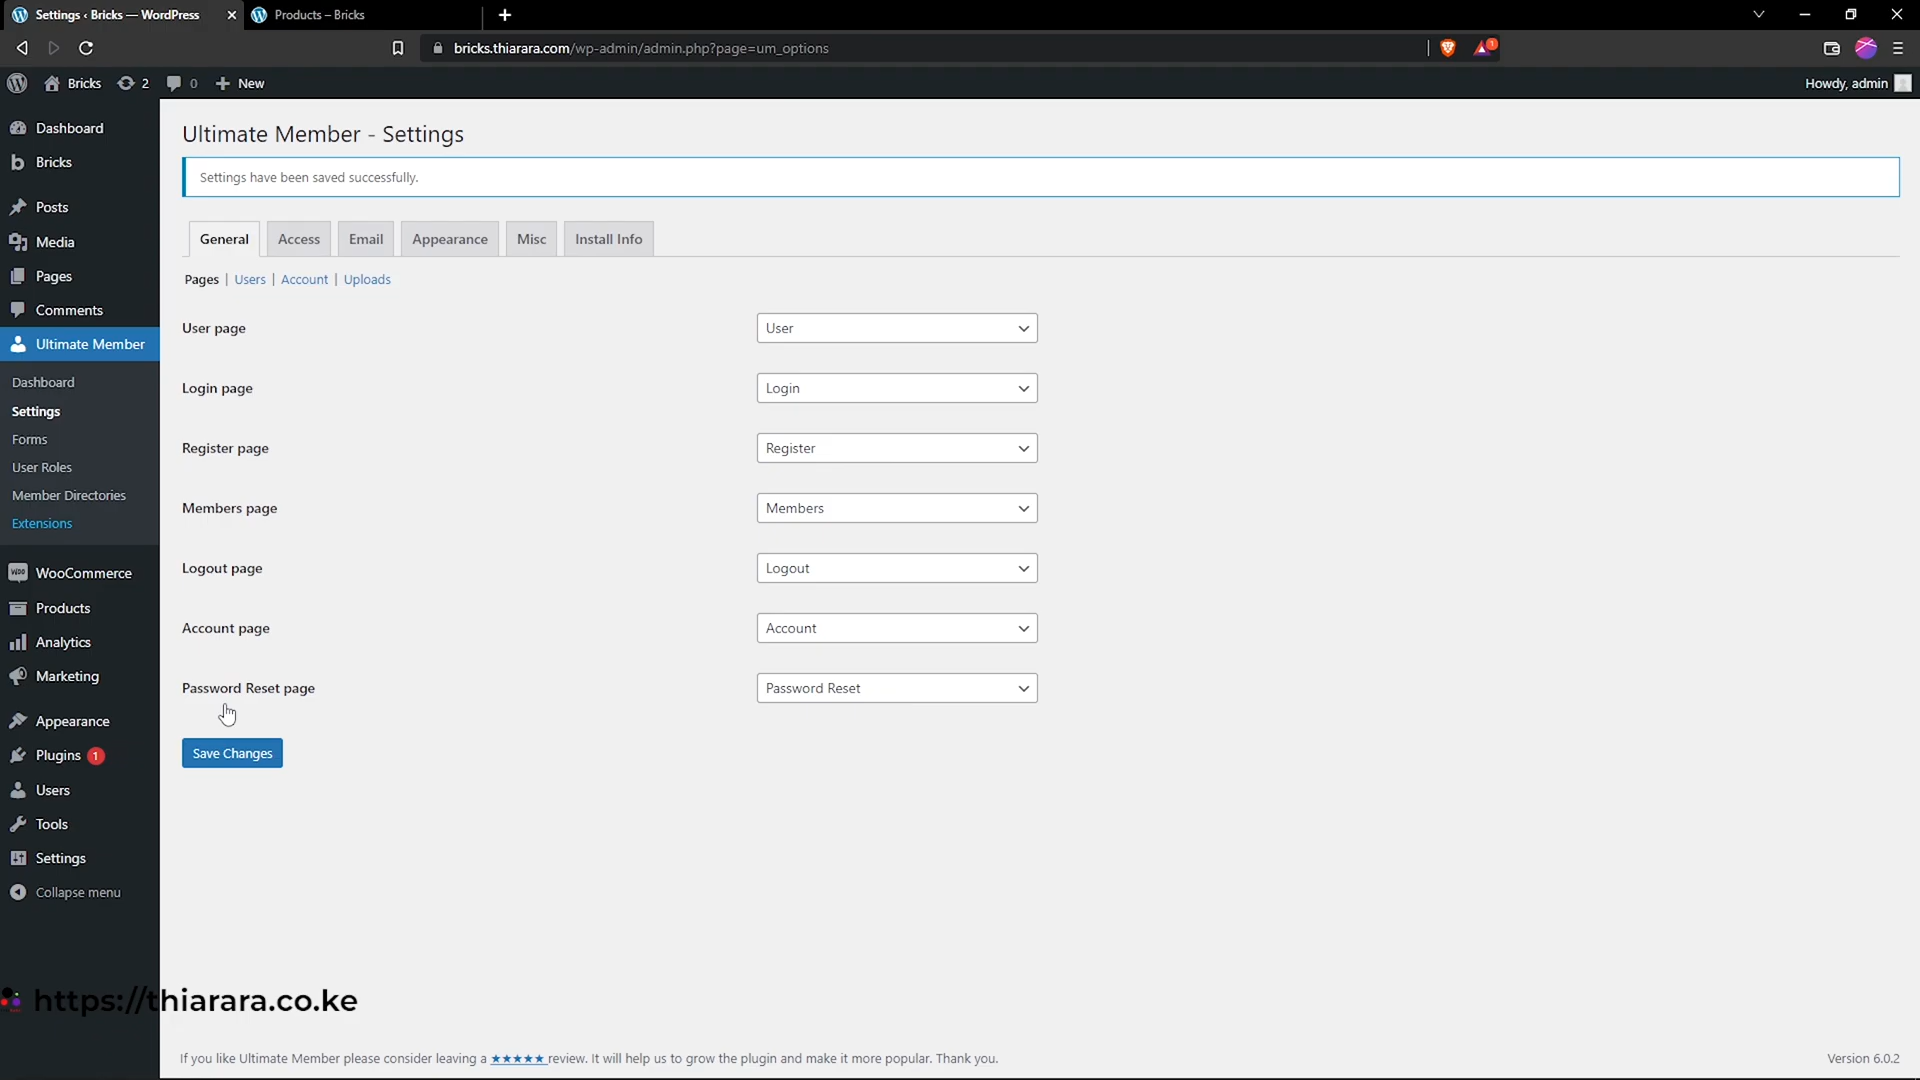 Settings ‹ Bricks — WordPress
Products – Bricks
bricks.thiarara.com/wp-admin/admin.php?page=um_options
1
Bricks
2
0
New
Howdy, admin
Dashboard
Bricks
Posts
Media
Pages
Comments
Ultimate Member
Dashboard
Settings
Forms
User Roles
Member Directories
Extensions
WooCommerce
Products
Analytics
Marketing
Appearance
Plugins 1
Users
Tools
Settings
Collapse menu
Ultimate Member - Settings
Settings have been saved successfully.
General
Access
Email
Appearance
Misc
Install Info
Pages | Users | Account | Uploads
User page
User
Login page
Login
Register page
Register
Members page
Members
Logout page
Logout
Account page
Account
Password Reset page
Password Reset
Save Changes
https://thiarara.co.ke
If you like Ultimate Member please consider leaving a ★★★★★ review. It will help us to grow the plugin and make it more popular. Thank you.
Version 6.0.2